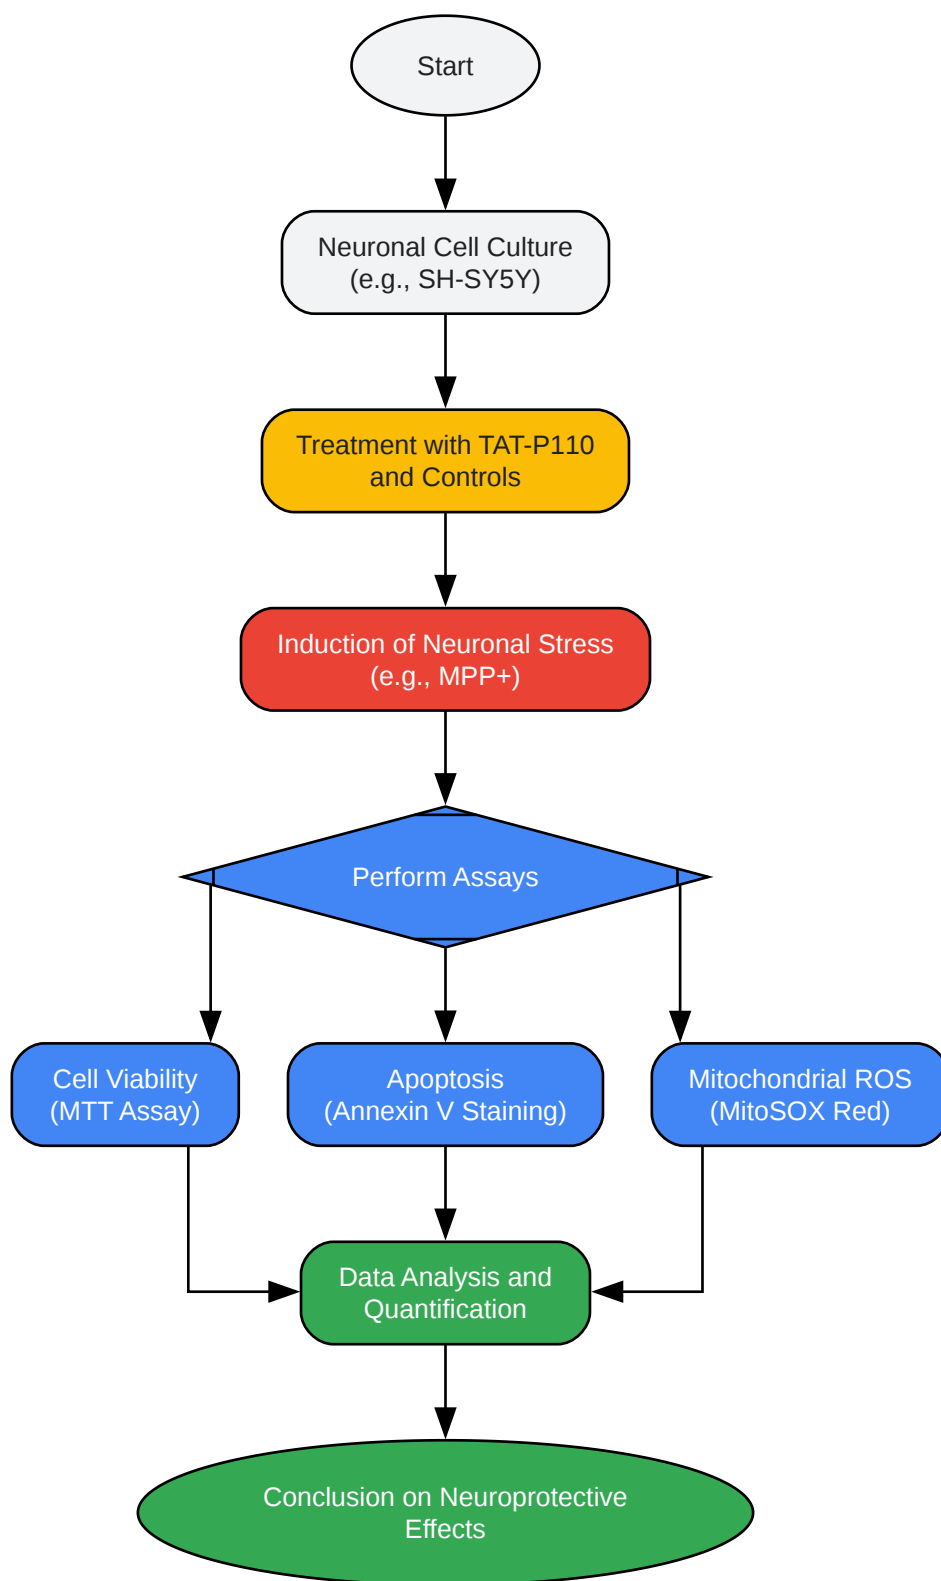 Start
Neuronal Cell Culture
(e.g., SH-SY5Y)
Treatment with TAT-P110
and Controls
Induction of Neuronal Stress
(e.g., MPP+)
Perform Assays
Cell Viability
(MTT Assay)
Apoptosis
(Annexin V Staining)
Mitochondrial ROS
(MitoSOX Red)
Data Analysis and
Quantification
Conclusion on Neuroprotective
Effects